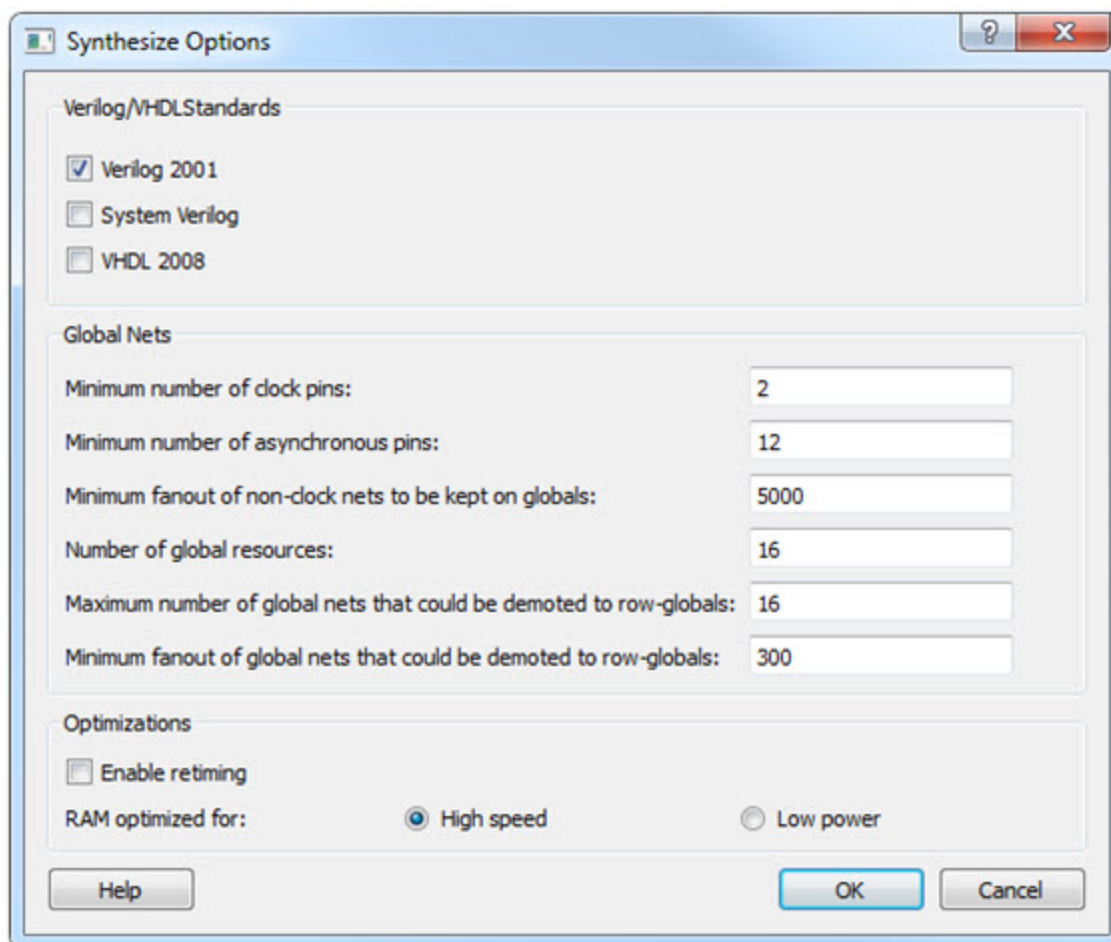 Synthesize Options
Verilog/VHDLStandards
Verilog 2001
System Verilog
VHDL 2008
Global Nets
Minimum number of clock pins: 2
Minimum number of asynchronous pins: 12
Minimum fanout of non-clock nets to be kept on globals: 5000
Number of global resources: 16
Maximum number of global nets that could be demoted to row-globals: 16
Minimum fanout of global nets that could be demoted to row-globals: 300
Optimizations
Enable retiming
RAM optimized for: High speed Low power
Help OK Cancel